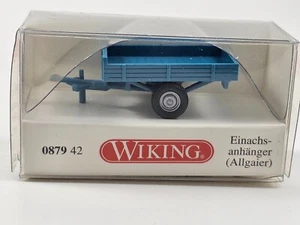 0879 42
WIKING
Einachs-
anhänger
(Allgaier)